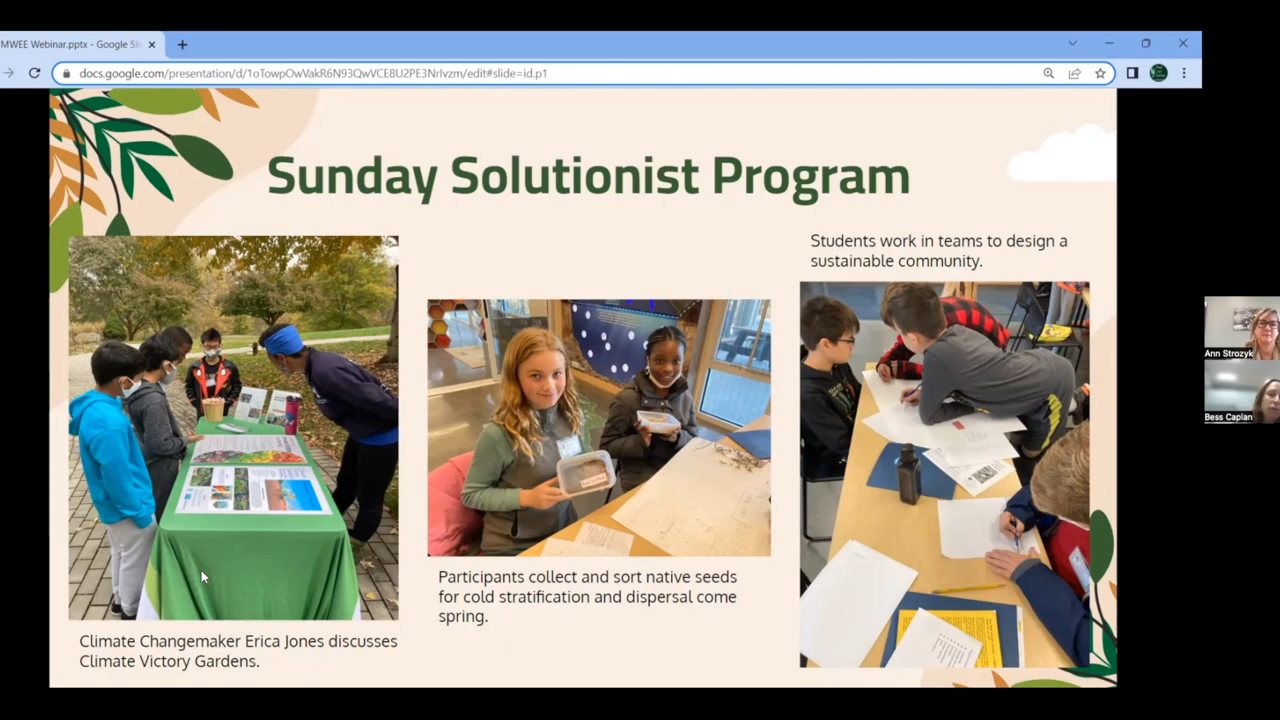 MWEE Webinar.pptx - Google Sli
docs.google.com/presentation/d/1oTowpOwVakR6N93QwVCE8U2PE3NrIvzm/edit#slide=id.p1
Sunday Solutionist Program
Students work in teams to design a
sustainable community.
Ann Strozyk
Bess Caplan
Participants collect and sort native seeds
for cold stratification and dispersal come
spring.
Climate Changemaker Erica Jones discusses
Climate Victory Gardens.